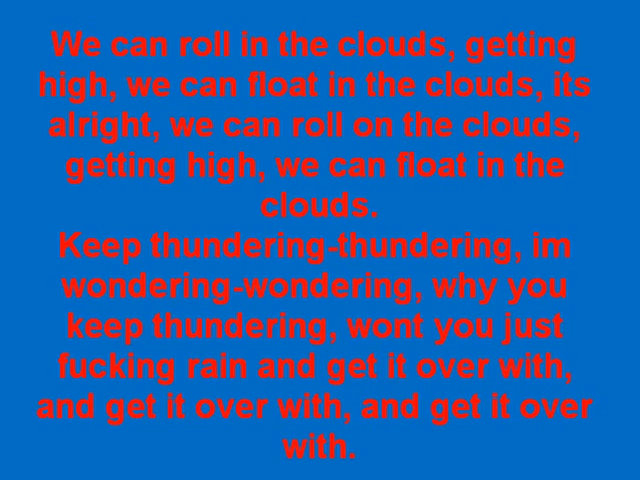 We can roll in the clouds, getting
high, we can float in the clouds, its
alright, we can roll on the clouds,
getting high, we can float in the
clouds.
Keep thundering-thundering, im
wondering-wondering, why you
keep thundering, wont you just
fucking rain and get it over with,
and get it over with, and get it over
with.